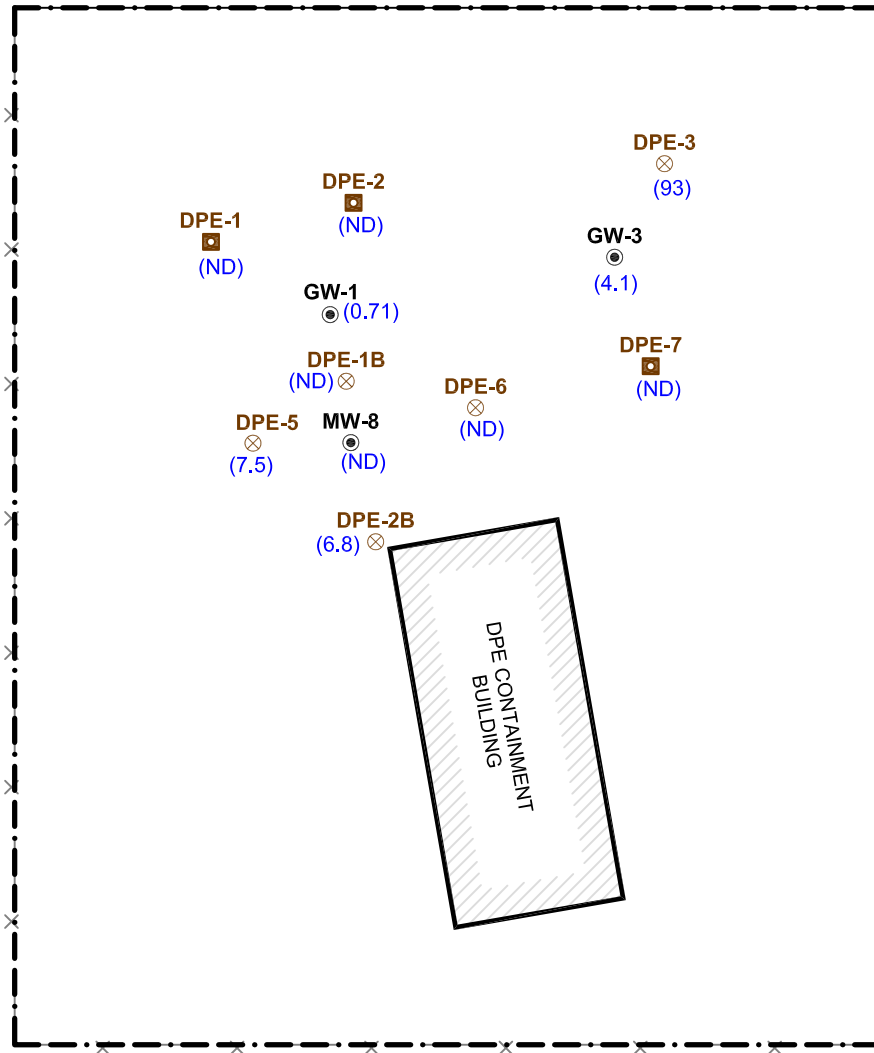 DPE-3
(93)
DPE-2
(ND)
DPE-1
(ND)
GW-3
(4.1)
GW-1
(0.71)
DPE-1B
(ND)
DPE-7
(ND)
DPE-6
(ND)
DPE-5
(7.5)
MW-8
(ND)
DPE-2B
(6.8)
DPE CONTAINMENT
BUILDING